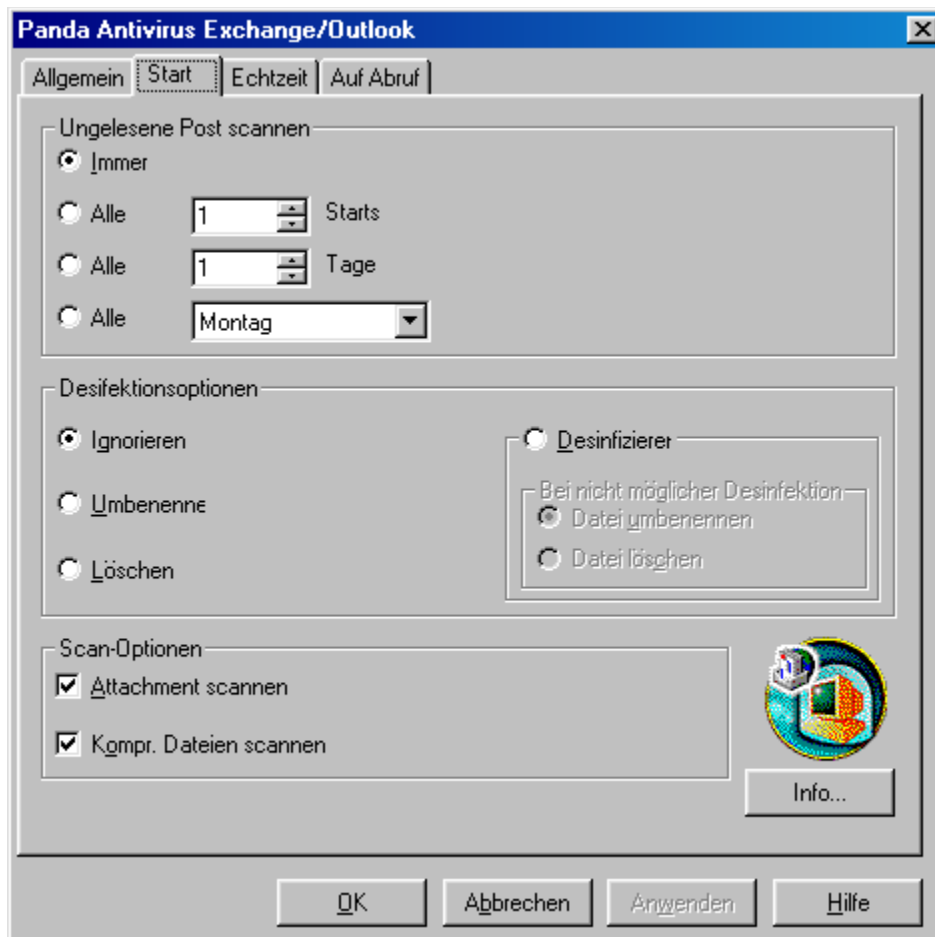 Panda Antivirus Exchange/Outlook
Allgemein Start Echtzeit Auf Abruf
Ungelesene Post scannen
Immer
Alle 1 Starts
Alle 1 Tage
Alle Montag
Desifektionsoptionen
Ignorieren
Umbenenne
Löschen
Desinfizierer
Bei nicht möglicher Desinfektion
Datei umbenennen
Datei löschen
Scan-Optionen
Attachment scannen
Kompr. Dateien scannen
Info...
OK Abbrechen Anwenden Hilfe